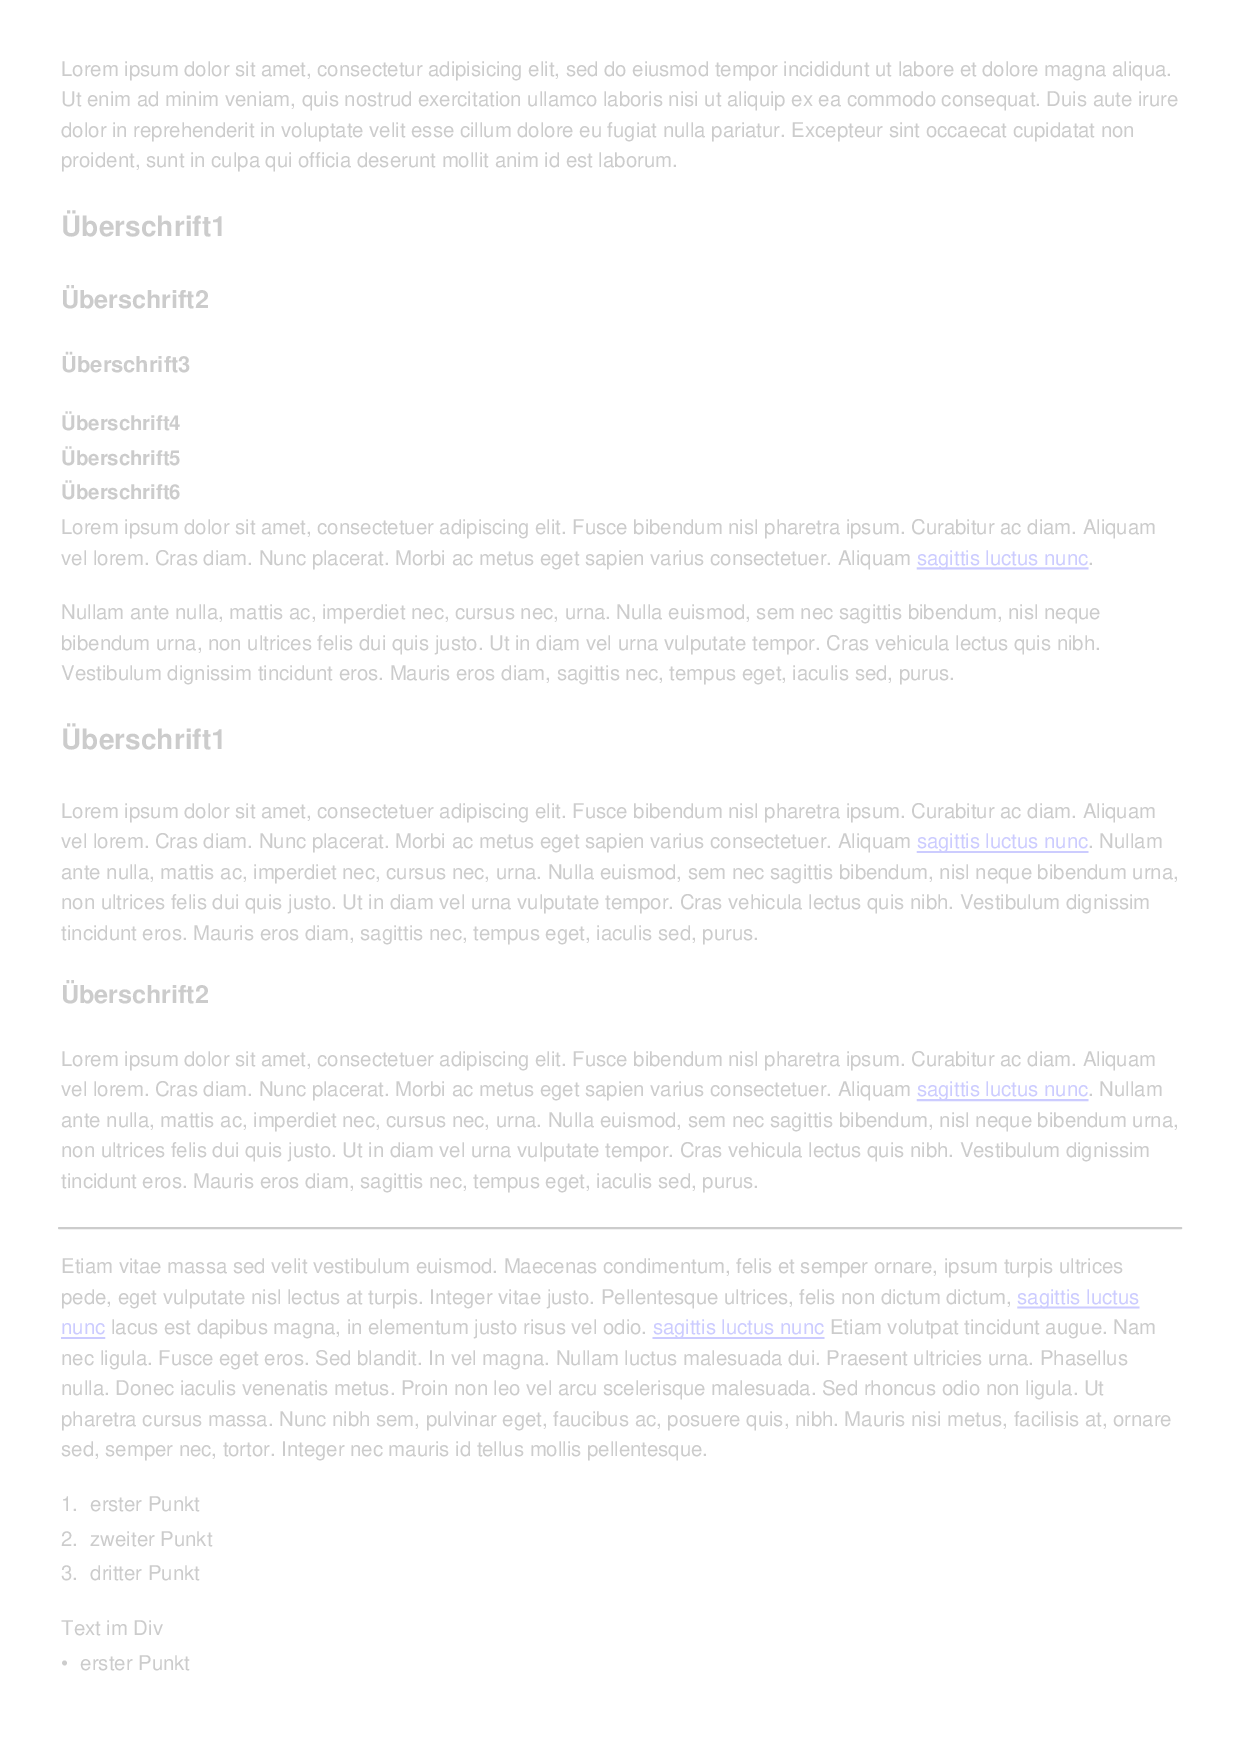 Lorem ipsum dolor sit amet, consectetur adipisicing elit, sed do eiusmod tempor incididunt ut labore et dolore magna aliqua.
Ut enim ad minim veniam, quis nostrud exercitation ullamco laboris nisi ut aliquip ex ea commodo consequat. Duis aute irure
dolor in reprehenderit in voluptate velit esse cillum dolore eu fugiat nulla pariatur. Excepteur sint occaecat cupidatat non
proident, sunt in culpa qui officia deserunt mollit anim id est laborum.
Überschrift1
Überschrift2
Überschrift3
Überschrift4
Überschrift5
Überschrift6
Lorem ipsum dolor sit amet, consectetuer adipiscing elit. Fusce bibendum nisl pharetra ipsum. Curabitur ac diam. Aliquam
vel lorem. Cras diam. Nunc placerat. Morbi ac metus eget sapien varius consectetuer. Aliquam sagittis luctus nunc.
Nullam ante nulla, mattis ac, imperdiet nec, cursus nec, urna. Nulla euismod, sem nec sagittis bibendum, nisl neque
bibendum urna, non ultrices felis dui quis justo. Ut in diam vel urna vulputate tempor. Cras vehicula lectus quis nibh.
Vestibulum dignissim tincidunt eros. Mauris eros diam, sagittis nec, tempus eget, iaculis sed, purus.
Überschrift1
Lorem ipsum dolor sit amet, consectetuer adipiscing elit. Fusce bibendum nisl pharetra ipsum. Curabitur ac diam. Aliquam
vel lorem. Cras diam. Nunc placerat. Morbi ac metus eget sapien varius consectetuer. Aliquam sagittis luctus nunc. Nullam
ante nulla, mattis ac, imperdiet nec, cursus nec, urna. Nulla euismod, sem nec sagittis bibendum, nisl neque bibendum urna,
non ultrices felis dui quis justo. Ut in diam vel urna vulputate tempor. Cras vehicula lectus quis nibh. Vestibulum dignissim
tincidunt eros. Mauris eros diam, sagittis nec, tempus eget, iaculis sed, purus.
Überschrift2
Lorem ipsum dolor sit amet, consectetuer adipiscing elit. Fusce bibendum nisl pharetra ipsum. Curabitur ac diam. Aliquam
vel lorem. Cras diam. Nunc placerat. Morbi ac metus eget sapien varius consectetuer. Aliquam sagittis luctus nunc. Nullam
ante nulla, mattis ac, imperdiet nec, cursus nec, urna. Nulla euismod, sem nec sagittis bibendum, nisl neque bibendum urna,
non ultrices felis dui quis justo. Ut in diam vel urna vulputate tempor. Cras vehicula lectus quis nibh. Vestibulum dignissim
tincidunt eros. Mauris eros diam, sagittis nec, tempus eget, iaculis sed, purus.
Etiam vitae massa sed velit vestibulum euismod. Maecenas condimentum, felis et semper ornare, ipsum turpis ultrices
pede, eget vulputate nisl lectus at turpis. Integer vitae justo. Pellentesque ultrices, felis non dictum dictum, sagittis luctus
nunc lacus est dapibus magna, in elementum justo risus vel odio. sagittis luctus nunc Etiam volutpat tincidunt augue. Nam
nec ligula. Fusce eget eros. Sed blandit. In vel magna. Nullam luctus malesuada dui. Praesent ultricies urna. Phasellus
nulla. Donec iaculis venenatis metus. Proin non leo vel arcu scelerisque malesuada. Sed rhoncus odio non ligula. Ut
pharetra cursus massa. Nunc nibh sem, pulvinar eget, faucibus ac, posuere quis, nibh. Mauris nisi metus, facilisis at, ornare
sed, semper nec, tortor. Integer nec mauris id tellus mollis pellentesque.
1. erster Punkt
2. zweiter Punkt
3. dritter Punkt
Text im Div
• erster Punkt